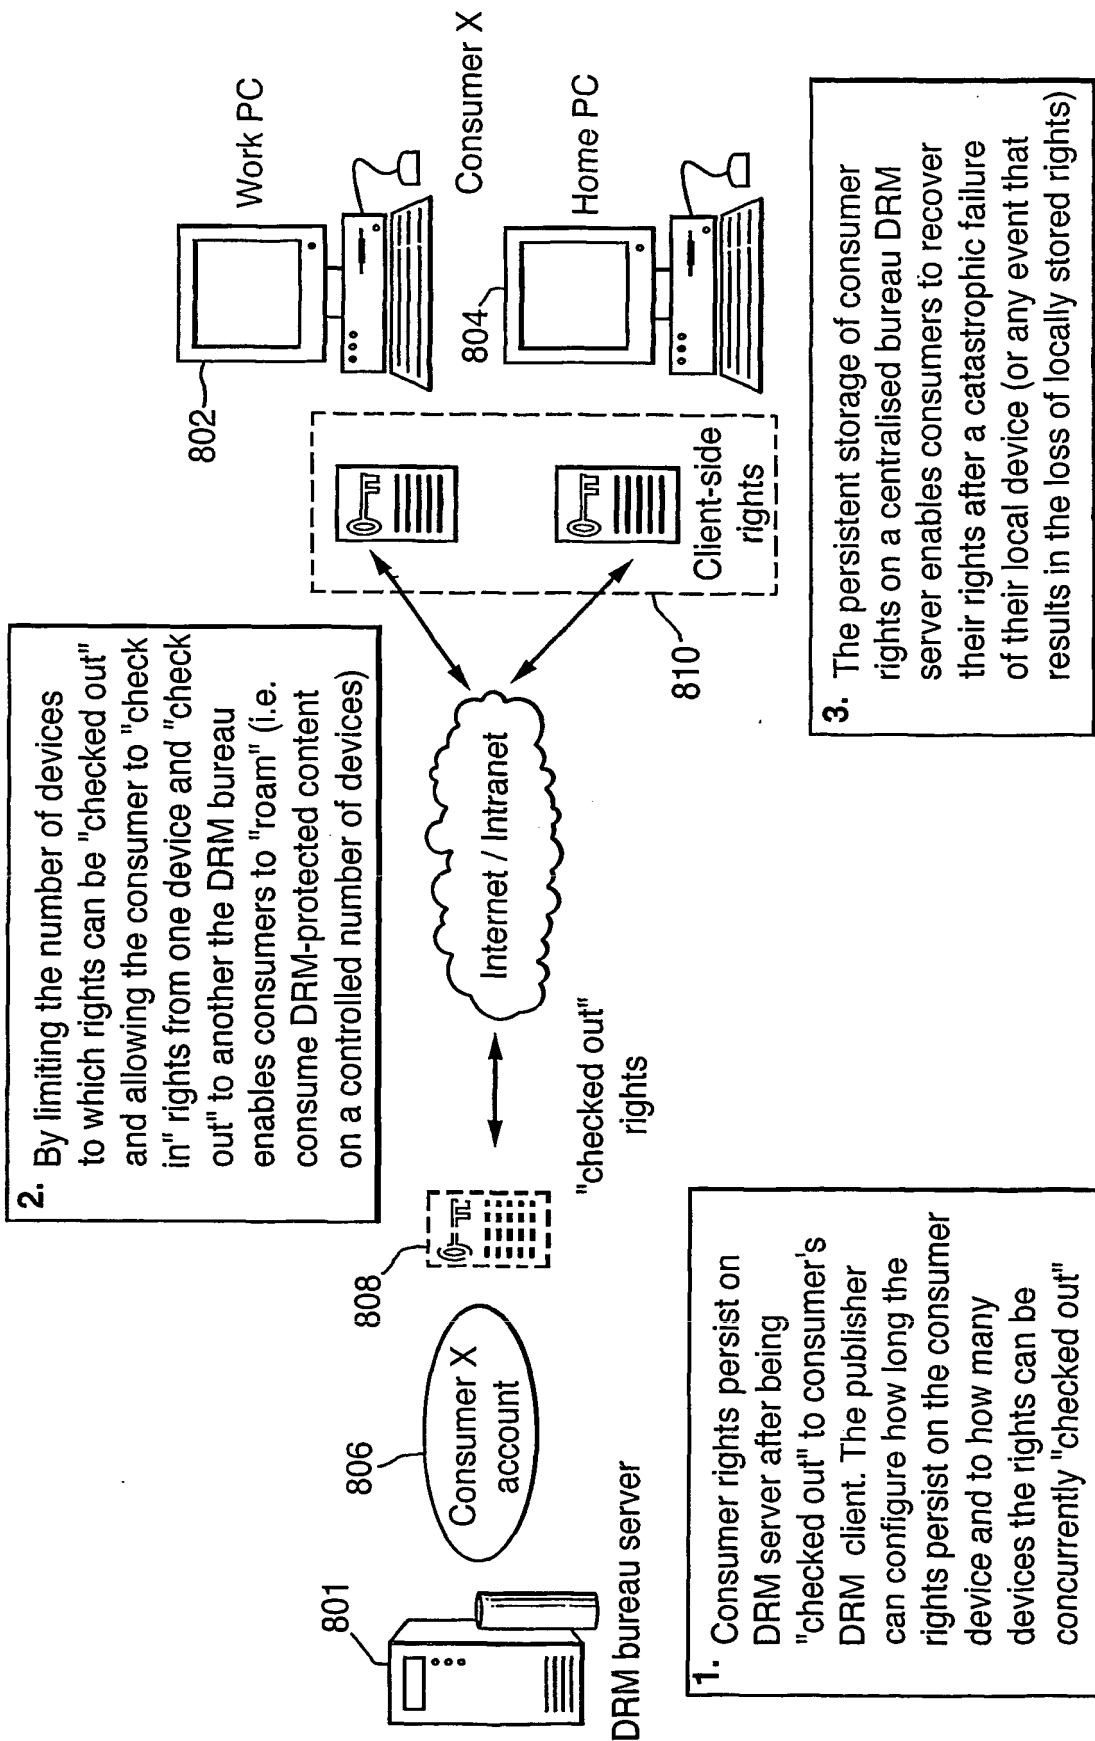 2. By limiting the number of devices
to which rights can be "checked out"
and allowing the consumer to "check
in" rights from one device and "check
out" to another the DRM bureau
enables consumers to "roam" (i.e.
consume DRM-protected content
on a controlled number of devices)
801
DRM bureau server
806
Consumer X
account
808
"checked out"
rights
Internet / Intranet
810
Client-side
rights
802
Work PC
Consumer X
804
Home PC
1. Consumer rights persist on
DRM server after being
"checked out" to consumer's
DRM client. The publisher
can configure how long the
rights persist on the consumer
device and to how many
devices the rights can be
concurrently "checked out"
3. The persistent storage of consumer
rights on a centralised bureau DRM
server enables consumers to recover
their rights after a catastrophic failure
of their local device (or any event that
results in the loss of locally stored rights)